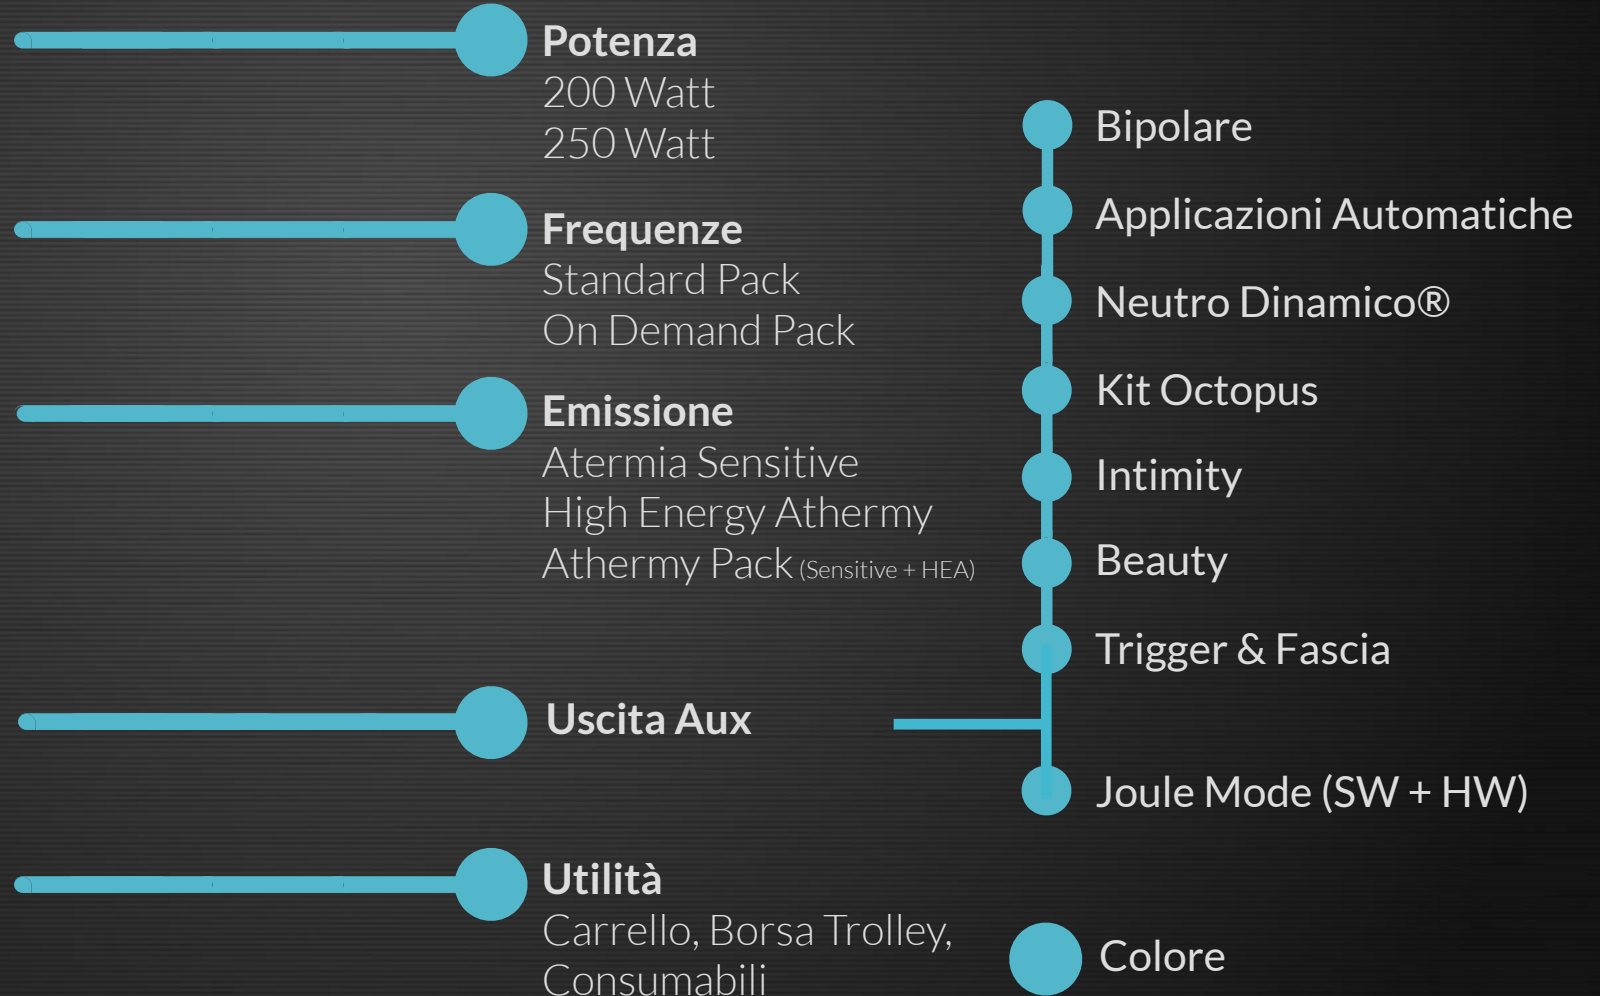 Potenza
200 Watt
250 Watt
Frequenze
Standard Pack
On Demand Pack
Emissione
Atermia Sensitive
High Energy Athermy
Athermy Pack (Sensitive + HEA)
Uscita Aux
Utilità
Carrello, Borsa Trolley,
Consumabili
Bipolare
Applicazioni Automatiche
Neutro Dinamico®
Kit Octopus
Intimity
Beauty
Trigger & Fascia
Joule Mode (SW + HW)
Colore